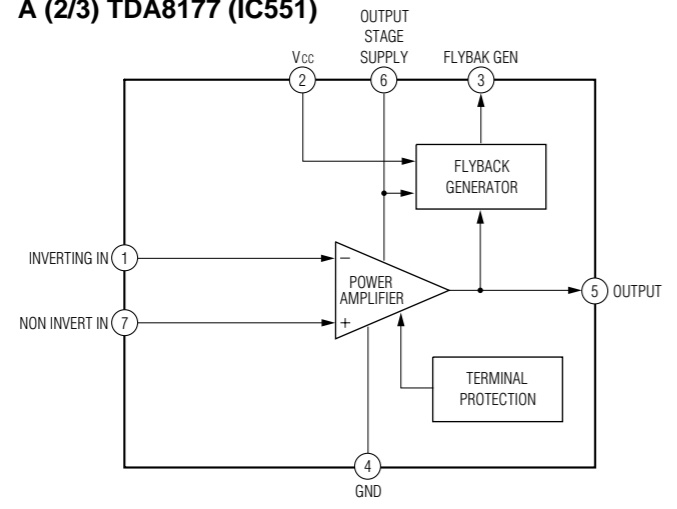 A (2/3) TDA8177 (IC551)
OUTPUT
STAGE
SUPPLY
Vcc
FLYBAK GEN
2
6
3
FLYBACK
GENERATOR
INVERTING IN
1
−
POWER
AMPLIFIER
5
OUTPUT
NON INVERT IN
7
+
TERMINAL
PROTECTION
4
GND